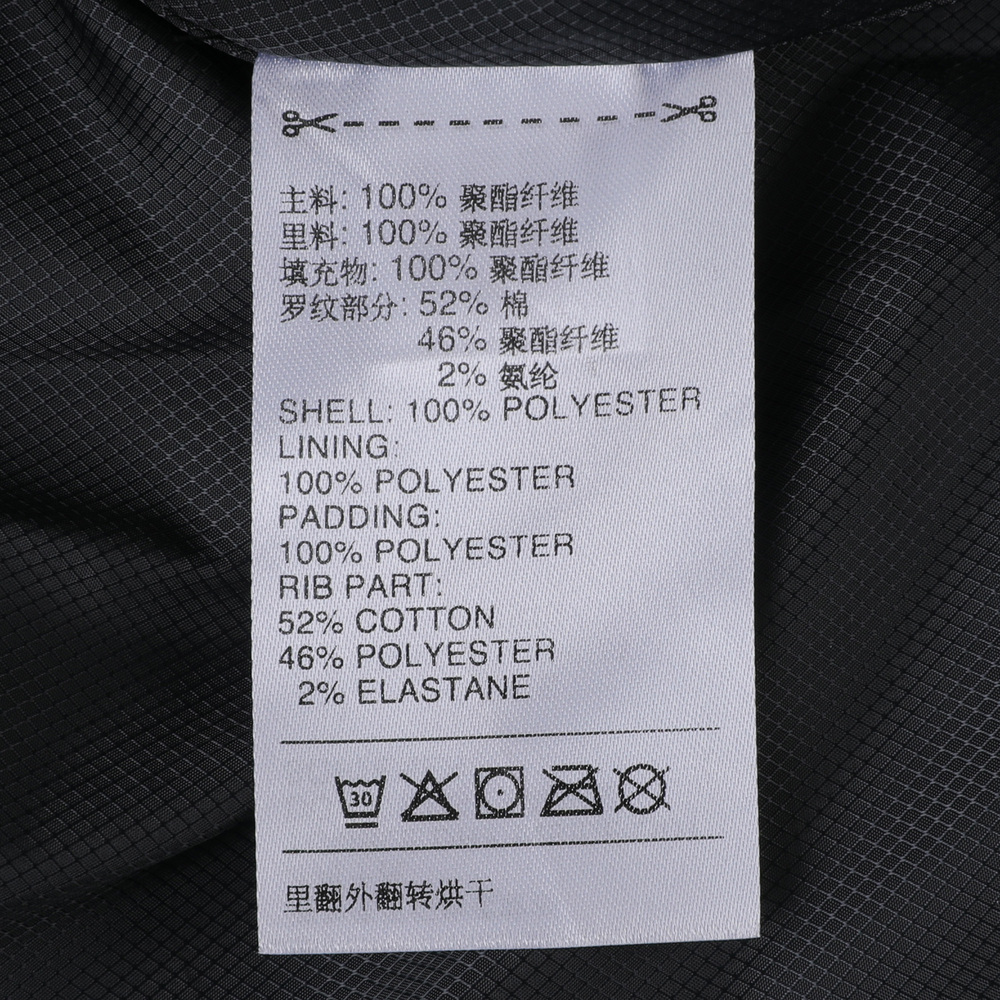 主料: 100% 聚酯纤维
里料: 100% 聚酯纤维
填充物: 100% 聚酯纤维
罗纹部分: 52% 棉
46% 聚酯纤维
2% 氨纶
SHELL: 100% POLYESTER
LINING:
100% POLYESTER
PADDING:
100% POLYESTER
RIB PART:
52% COTTON
46% POLYESTER
2% ELASTANE
30
里翻外翻转烘干